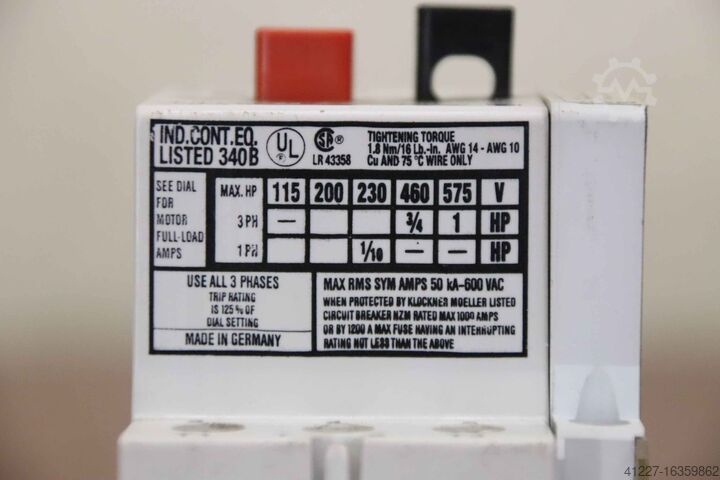 IND.CONT.EQ.
LISTED 340B
UL
SA ®
LR 43358
TIGHTENING TORQUE
1.8 Nm/16 Lb.-in. AWG 14 - AWG 10
Cu AND 75 °C WIRE ONLY
SEE DIAL
FOR
MOTOR
FULL-LOAD
AMPS
MAX. HP 115 200 230 460 575 V
3 PH — ¾ 1 HP
1 PH 1/10 — — HP
USE ALL 3 PHASES
TRIP RATING
IS 125 % OF
DIAL SETTING
MADE IN GERMANY
MAX RMS SYM AMPS 50 kA-600 VAC
WHEN PROTECTED BY KLOCKNER MOELLER LISTED
CIRCUIT BREAKER NZM RATED MAX 1000 AMPS
OR BY 1200 A MAX FUSE HAVING AN INTERRUPTING
RATING NOT LESS THAN THE ABOVE
41227-16359862